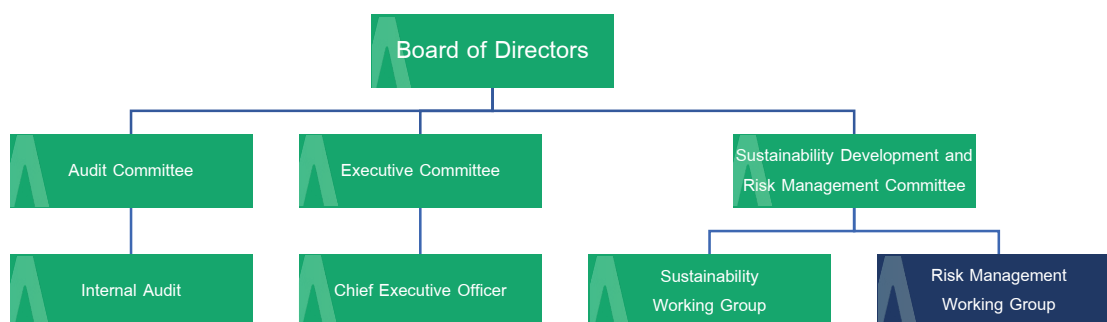 Board of Directors
Audit Committee
Executive Committee
Sustainability Development and
Risk Management Committee
Internal Audit
Chief Executive Officer
Sustainability
Working Group
Risk Management
Working Group